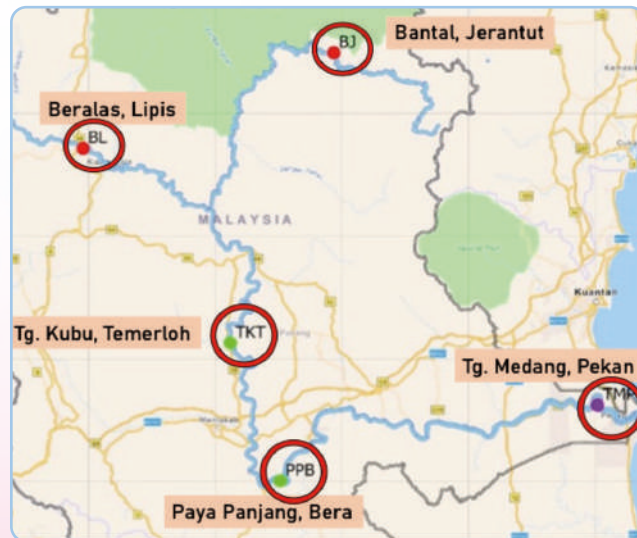 BJ
Bantal, Jerantut
Beralas, Lipis
BL
MALAYSIA
Kuantan
Tg. Kubu, Temerloh
TKT
Pahang
Tg. Medang, Pekan
PPB
Paya Panjang, Bera